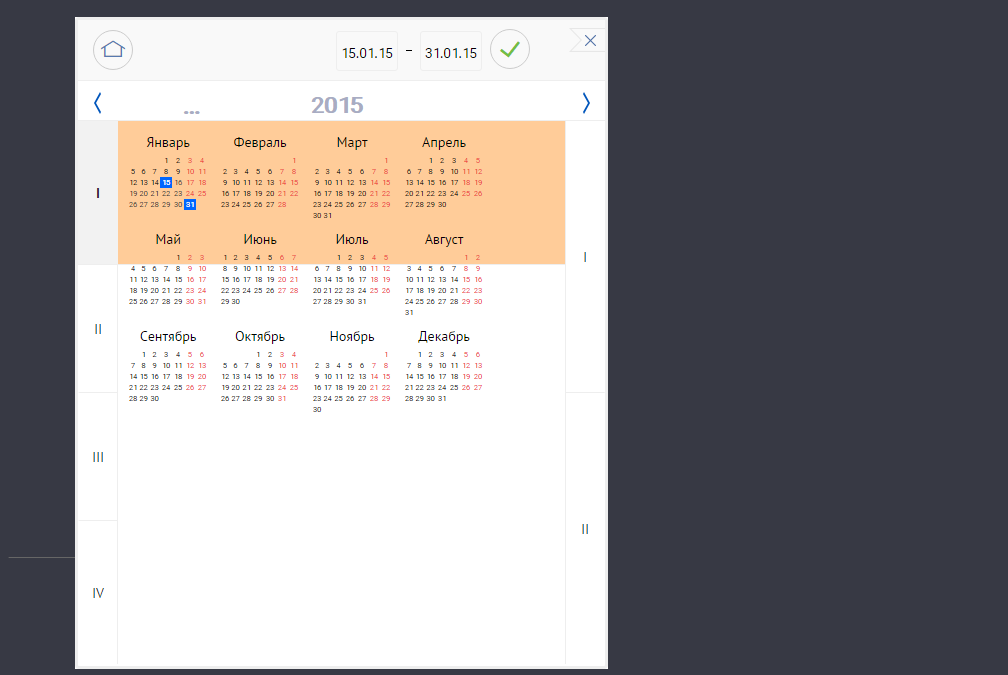 15.01.15 - 31.01.15
... 2015
I
II
III
IV
Январь
1 2 3 4
5 6 7 8 9 10 11
12 13 14 15 16 17 18
19 20 21 22 23 24 25
26 27 28 29 30 31
Февраль
1
2 3 4 5 6 7 8
9 10 11 12 13 14 15
16 17 18 19 20 21 22
23 24 25 26 27 28
Март
1
2 3 4 5 6 7 8
9 10 11 12 13 14 15
16 17 18 19 20 21 22
23 24 25 26 27 28 29
30 31
Апрель
1 2 3 4 5
6 7 8 9 10 11 12
13 14 15 16 17 18 19
20 21 22 23 24 25 26
27 28 29 30
Май
1 2 3
4 5 6 7 8 9 10
11 12 13 14 15 16 17
18 19 20 21 22 23 24
25 26 27 28 29 30 31
Июнь
1 2 3 4 5 6 7
8 9 10 11 12 13 14
15 16 17 18 19 20 21
22 23 24 25 26 27 28
29 30
Июль
1 2 3 4 5
6 7 8 9 10 11 12
13 14 15 16 17 18 19
20 21 22 23 24 25 26
27 28 29 30 31
Август
1 2
3 4 5 6 7 8 9
10 11 12 13 14 15 16
17 18 19 20 21 22 23
24 25 26 27 28 29 30
31
Сентябрь
1 2 3 4 5 6
7 8 9 10 11 12 13
14 15 16 17 18 19 20
21 22 23 24 25 26 27
28 29 30
Октябрь
1 2 3 4
5 6 7 8 9 10 11
12 13 14 15 16 17 18
19 20 21 22 23 24 25
26 27 28 29 30 31
Ноябрь
1
2 3 4 5 6 7 8
9 10 11 12 13 14 15
16 17 18 19 20 21 22
23 24 25 26 27 28 29
30
Декабрь
1 2 3 4 5 6
7 8 9 10 11 12 13
14 15 16 17 18 19 20
21 22 23 24 25 26 27
28 29 30 31
I
II